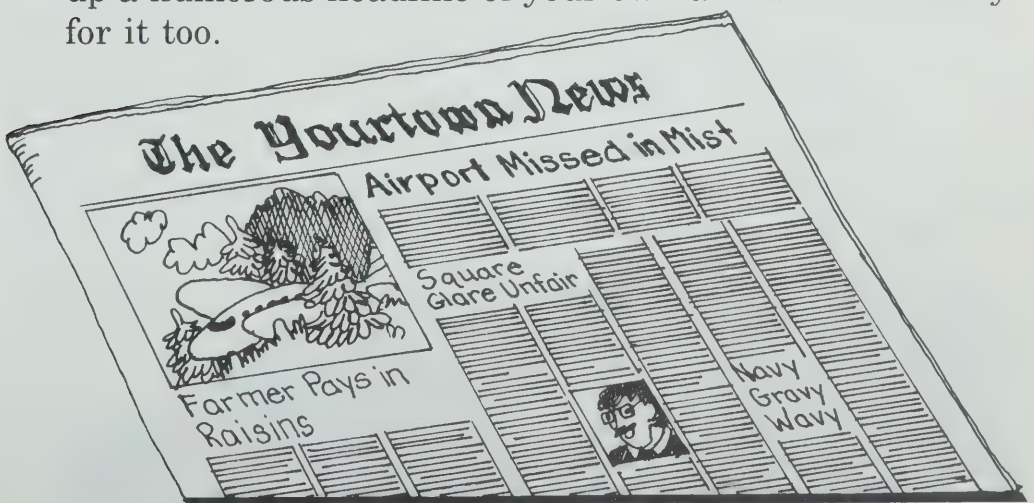 for it too.
The Yourtown News
Airport Missed in Mist
Square
Glare Unfair
Farmer Pays in
Raisins
Navy
Gravy
Wavy